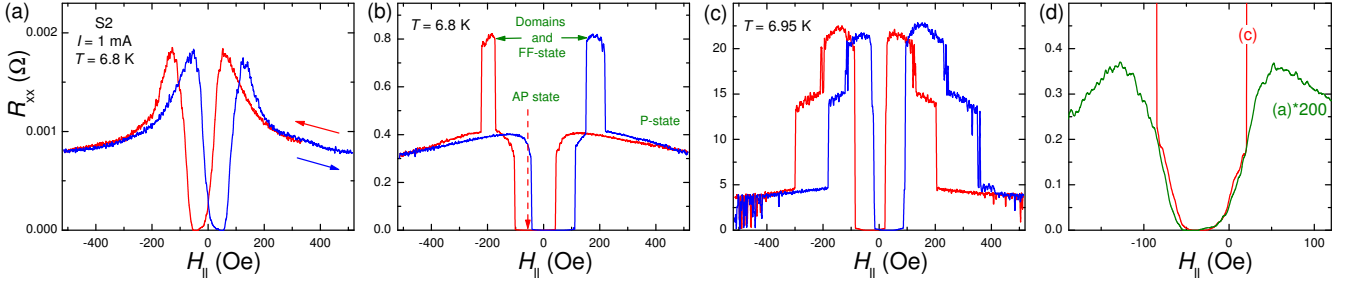 (a)
S2
I = 1 mA
T = 6.8 K
R_xx (Ω)
0.002
0.001
0.000
-400 -200 0 200 400
H_|| (Oe)
(b)
T = 6.8 K
Domains
and
FF-state
AP state
P-state
0.8
0.6
0.4
0.2
0.0
-400 -200 0 200 400
H_|| (Oe)
(c)
T = 6.95 K
20
15
10
5
0
-400 -200 0 200 400
H_|| (Oe)
(d)
(c)
(a)*200
0.4
0.3
0.2
0.1
0.0
-100 0 100
H_|| (Oe)